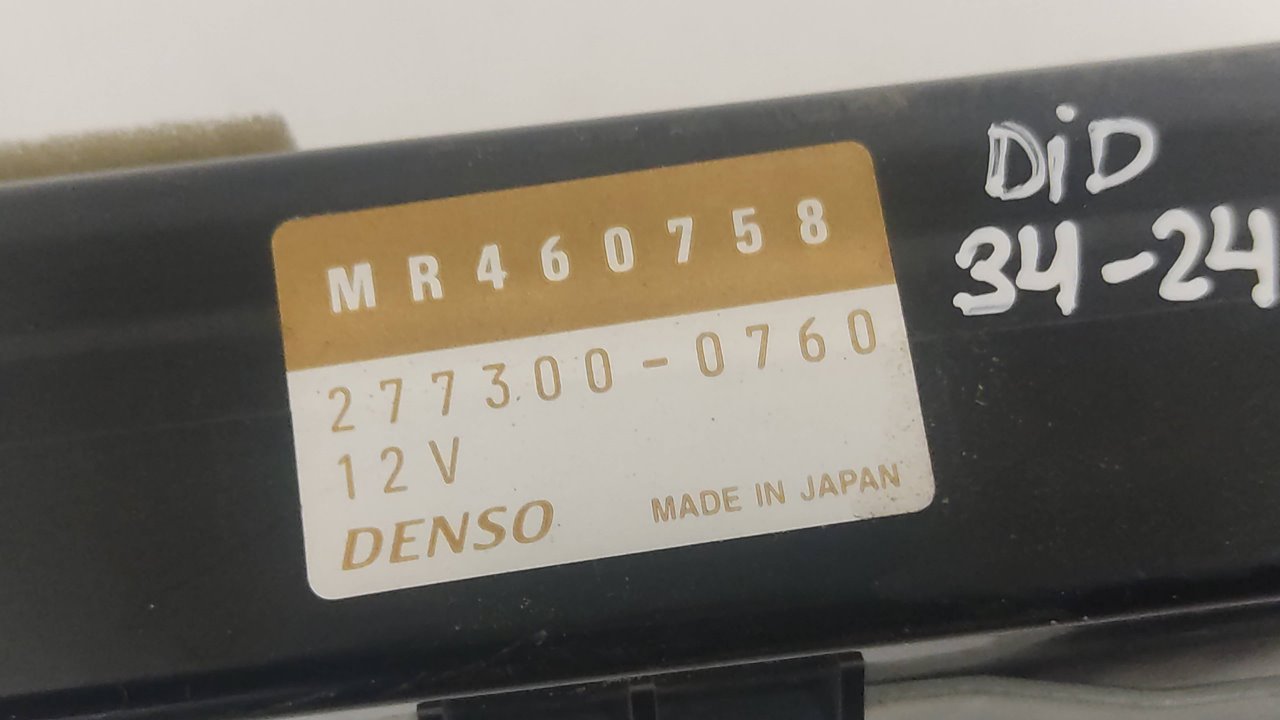 MR460758
277300-0760
12V
DENSO MADE IN JAPAN
DiD
34-24